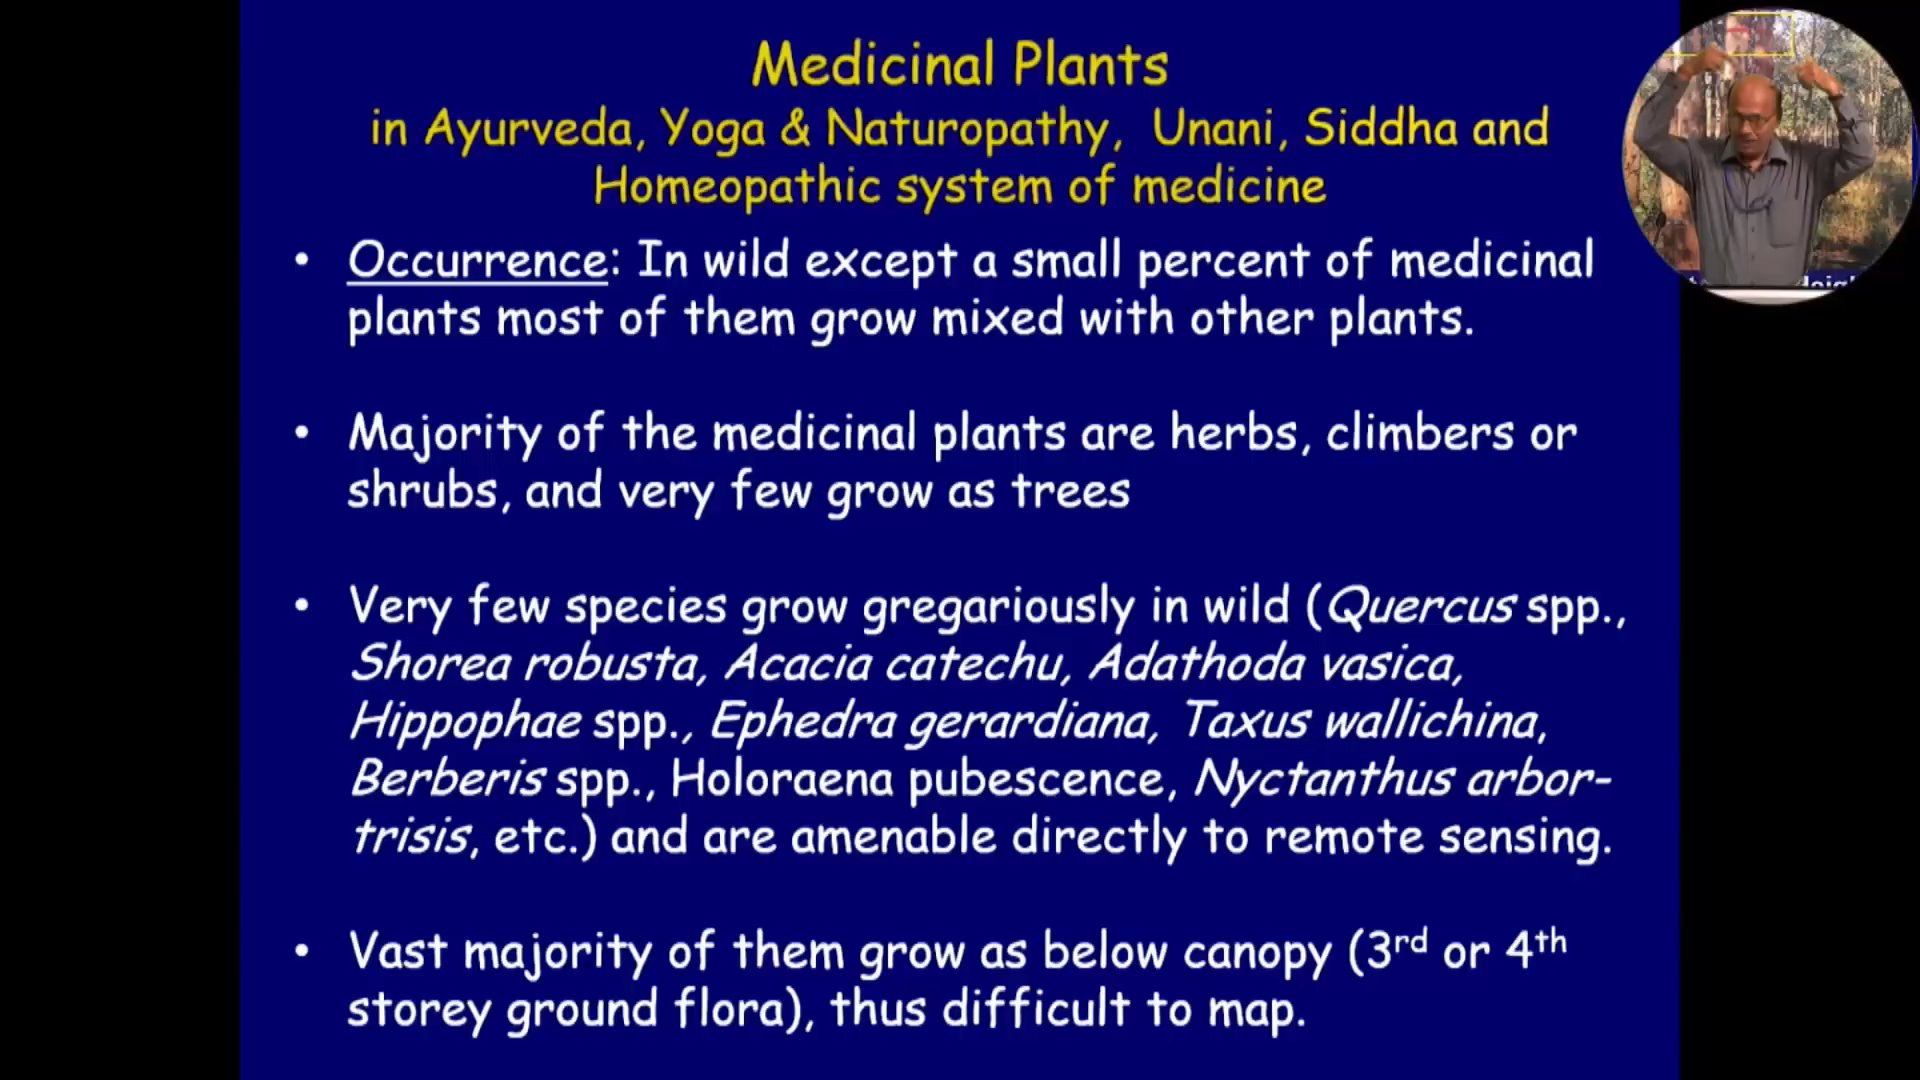 Medicinal Plants
in Ayurveda, Yoga & Naturopathy, Unani, Siddha and
Homeopathic system of medicine
• Occurrence: In wild except a small percent of medicinal
plants most of them grow mixed with other plants.
• Majority of the medicinal plants are herbs, climbers or
shrubs, and very few grow as trees
• Very few species grow gregariously in wild (Quercus spp.,
Shorea robusta, Acacia catechu, Adathoda vasica,
Hippophae spp., Ephedra gerardiana, Taxus wallichina,
Berberis spp., Holoraena pubescence, Nyctanthus arbor-
trisis, etc.) and are amenable directly to remote sensing.
• Vast majority of them grow as below canopy (3rd or 4th
storey ground flora), thus difficult to map.